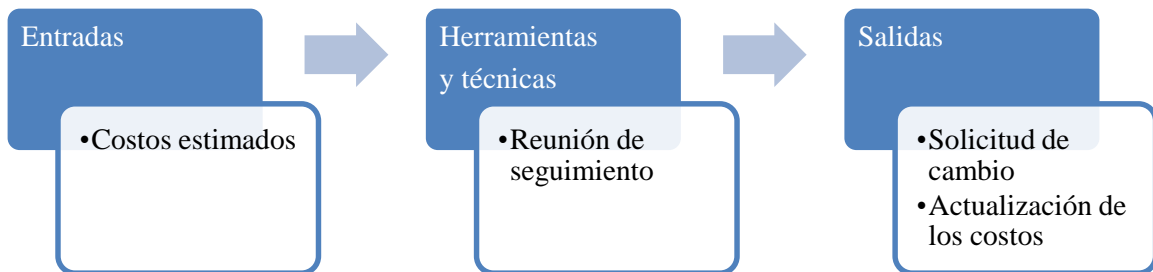 Entradas
•Costos estimados
Herramientas
y técnicas
•Reunión de
seguimiento
Salidas
•Solicitud de
cambio
•Actualización de
los costos